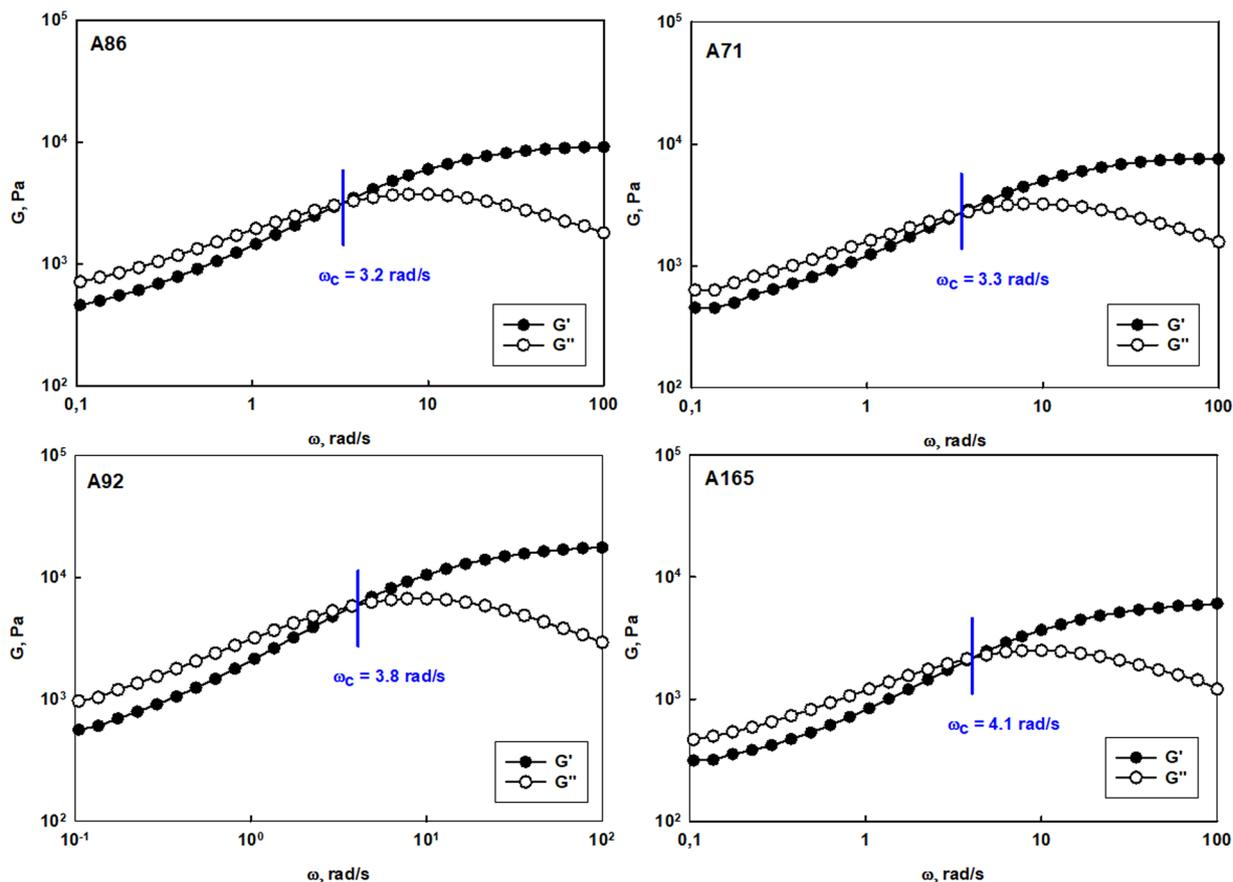 A86
G, Pa
10⁵
10⁴
10³
10²
ωc = 3.2 rad/s
G'
G"
0,1 1 10 100
ω, rad/s
A71
G, Pa
10⁵
10⁴
10³
10²
ωc = 3.3 rad/s
G'
G"
0,1 1 10 100
ω, rad/s
A92
G, Pa
10⁵
10⁴
10³
10²
ωc = 3.8 rad/s
G'
G"
10⁻¹ 10⁰ 10¹ 10²
ω, rad/s
A165
G, Pa
10⁵
10⁴
10³
10²
ωc = 4.1 rad/s
G'
G"
0,1 1 10 100
ω, rad/s